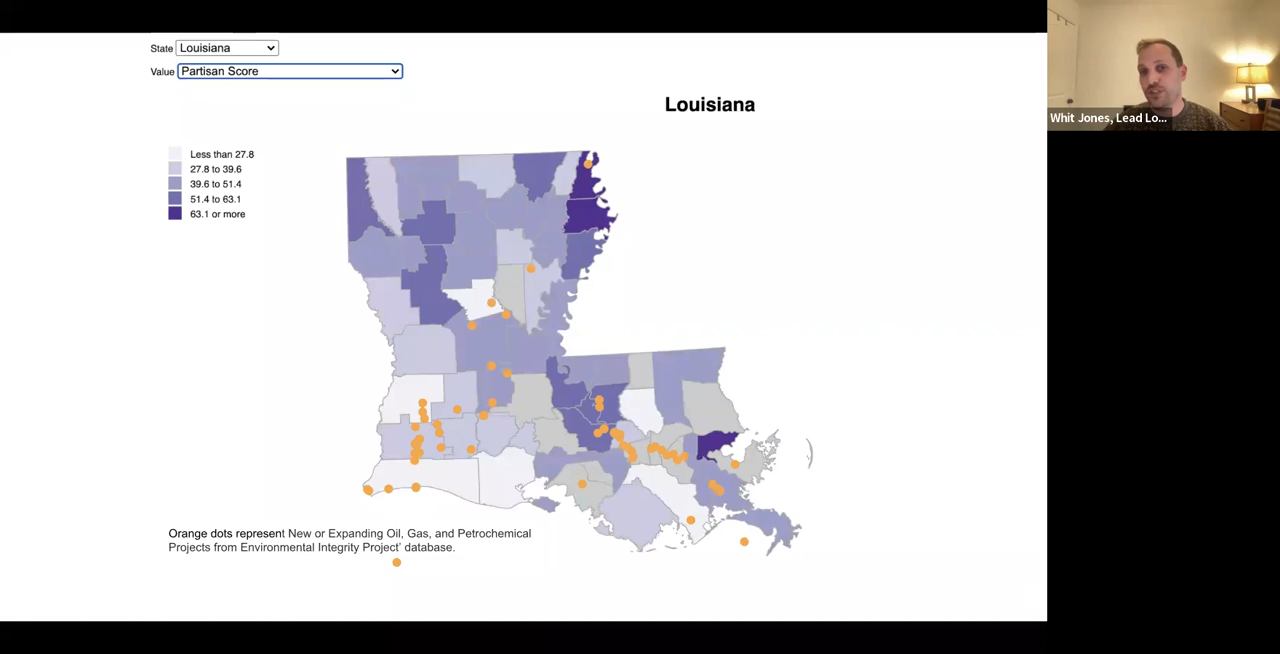 State Louisiana
Value Partisan Score
Louisiana
Less than 27.8
27.8 to 39.6
39.6 to 51.4
51.4 to 63.1
63.1 or more
Orange dots represent New or Expanding Oil, Gas, and Petrochemical
Projects from Environmental Integrity Project' database.
Whit Jones, Lead Lo...